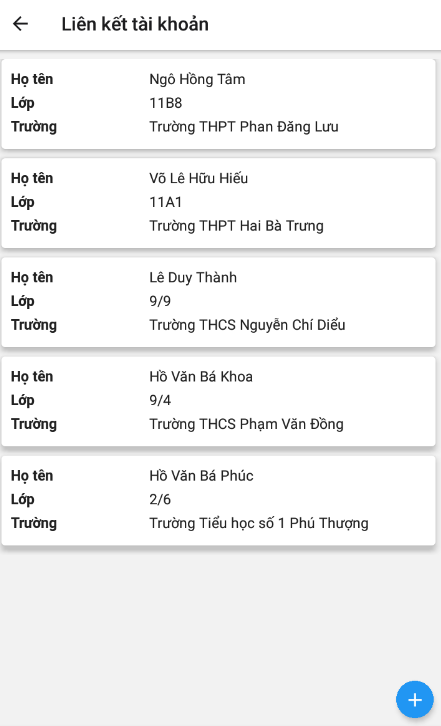 Liên kết tài khoản
Họ tên Ngô Hồng Tâm
Lớp 11B8
Trường Trường THPT Phan Đăng Lưu
Họ tên Võ Lê Hữu Hiếu
Lớp 11A1
Trường Trường THPT Hai Bà Trưng
Họ tên Lê Duy Thành
Lớp 9/9
Trường Trường THCS Nguyễn Chí Diểu
Họ tên Hồ Văn Bá Khoa
Lớp 9/4
Trường Trường THCS Phạm Văn Đồng
Họ tên Hồ Văn Bá Phúc
Lớp 2/6
Trường Trường Tiểu học số 1 Phú Thượng